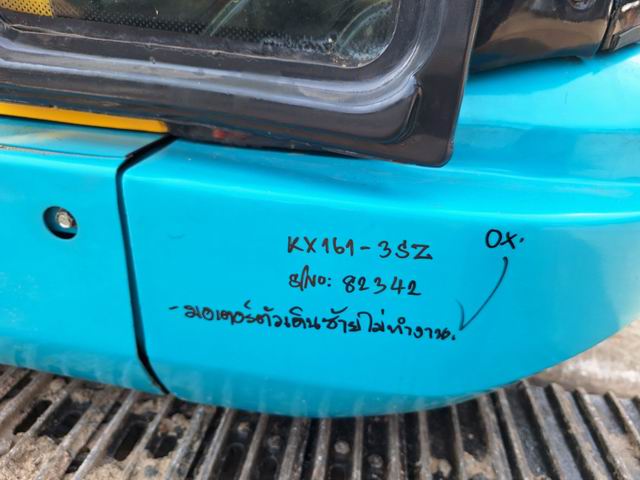 KX161-3SZ
OX.
S/No: 82342
- มอเตอร์ตัวเดินซ้ายไม่ทำงาน.